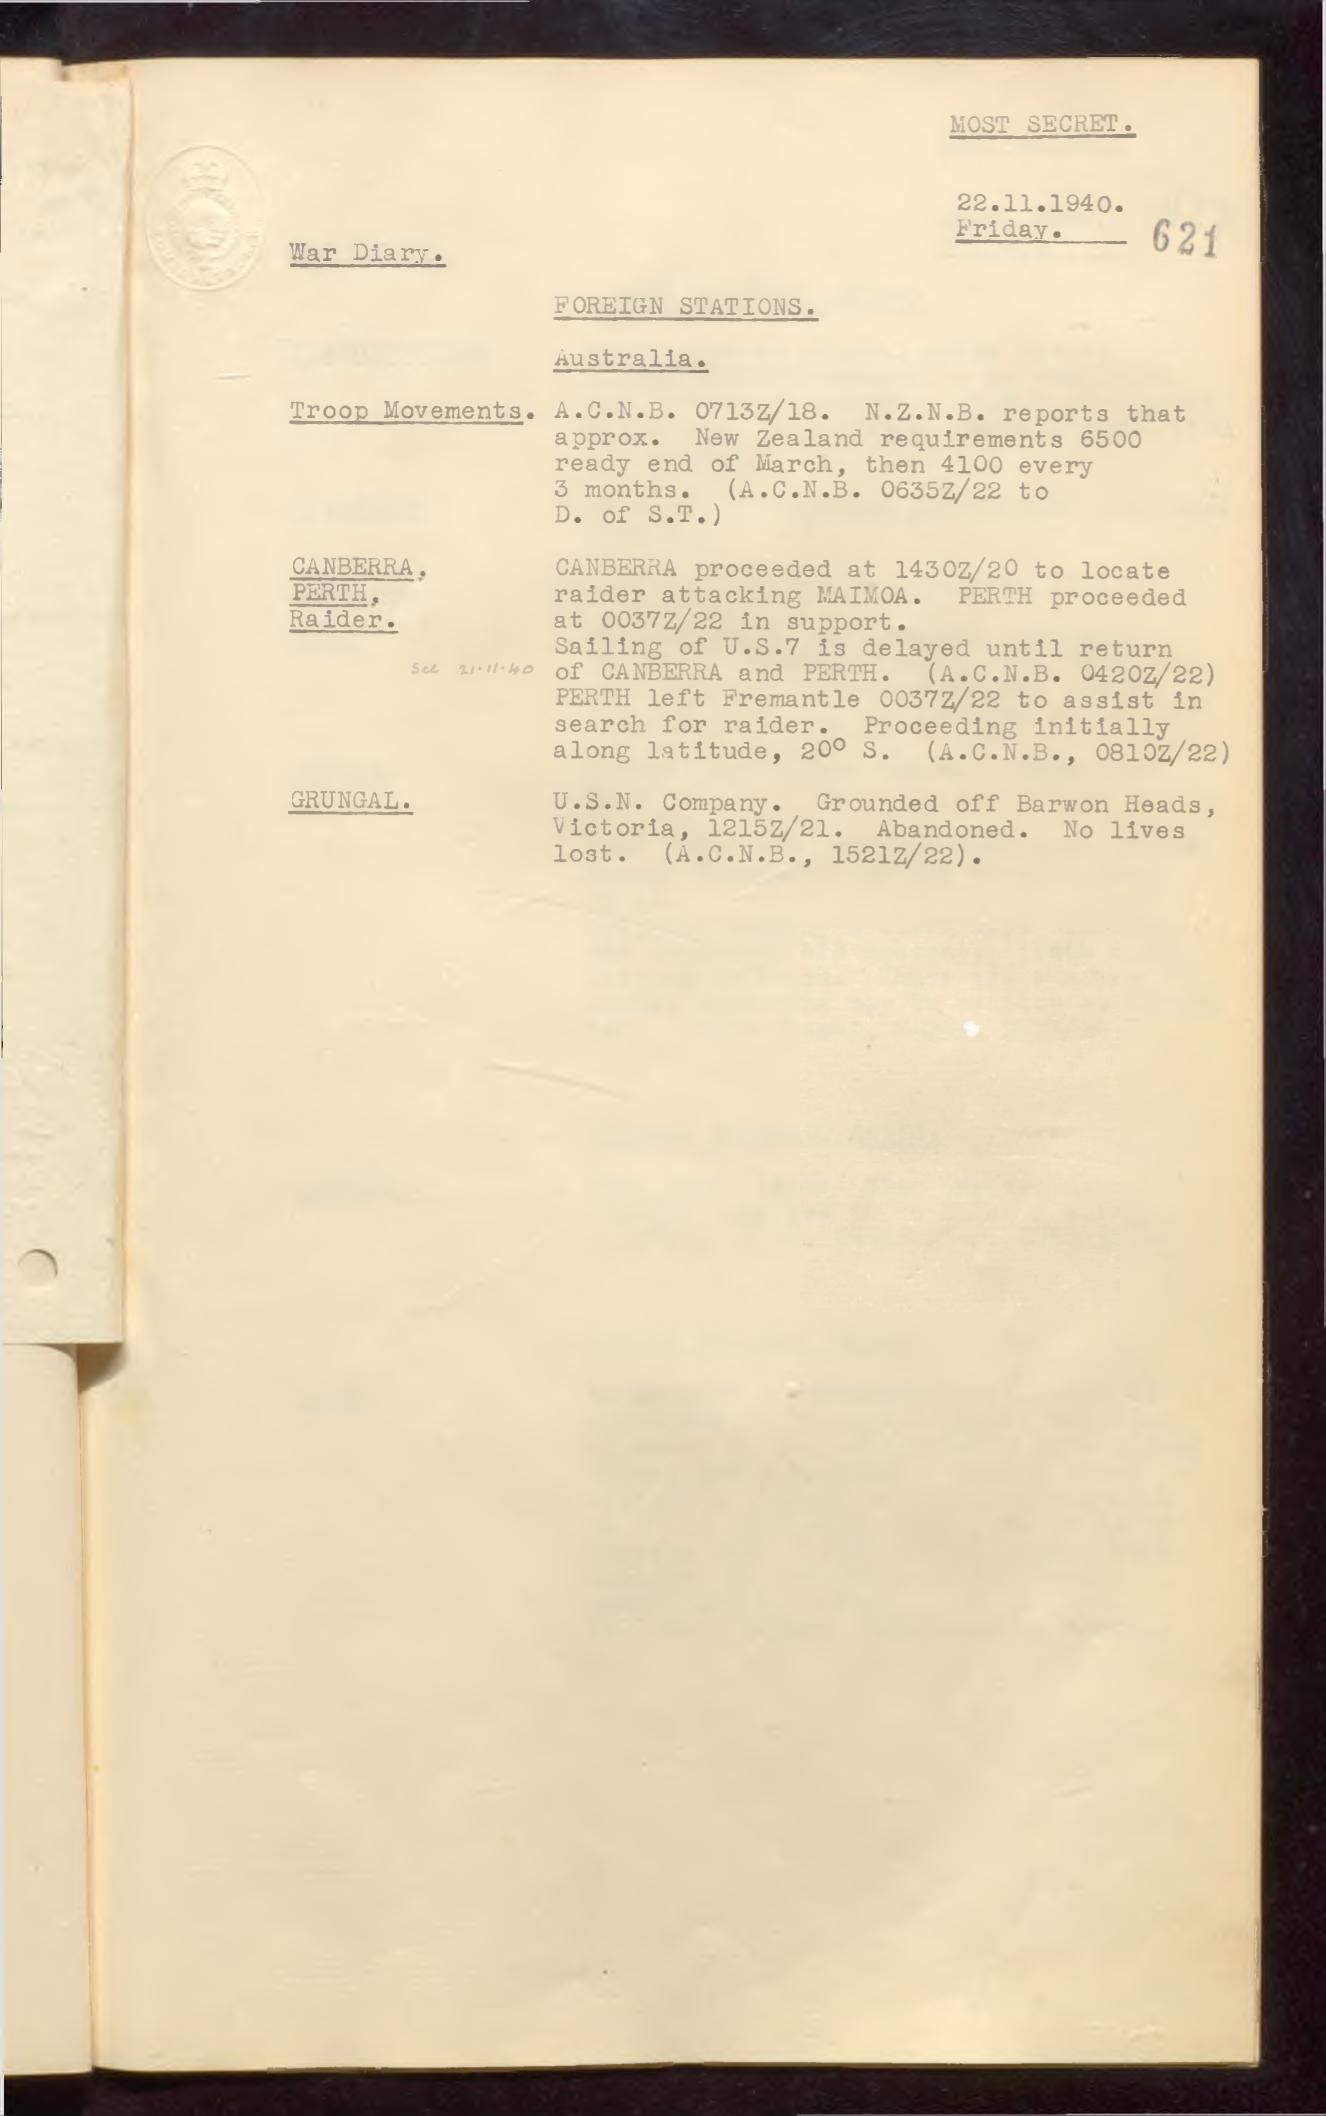 MOST SECRET.
22.11.1940.
Friday.
621
War Diary.
FOREIGN STATIONS.
Australia.
Troop Movements. A.C.N.B. 0713Z/18. N.Z.N.B. reports that
approx. New Zealand requirements 6500
ready end of March, then 4100 every
3 months. (A.C.N.B. 0635Z/22 to
D. of S.T.)
CANBERRA, CANBERRA proceeded at 1430Z/20 to locate
PERTH, raider attacking MAIMOA. PERTH proceeded
Raider. at 0037Z/22 in support.
Sailing of U.S.7 is delayed until return
See 21.11.40 of CANBERRA and PERTH. (A.C.N.B. 0420Z/22)
PERTH left Fremantle 0037Z/22 to assist in
search for raider. Proceeding initially
along latitude, 20° S. (A.C.N.B., 0810Z/22)
GRUNGAL. U.S.N. Company. Grounded off Barwon Heads,
Victoria, 1215Z/21. Abandoned. No lives
lost. (A.C.N.B., 1521Z/22).